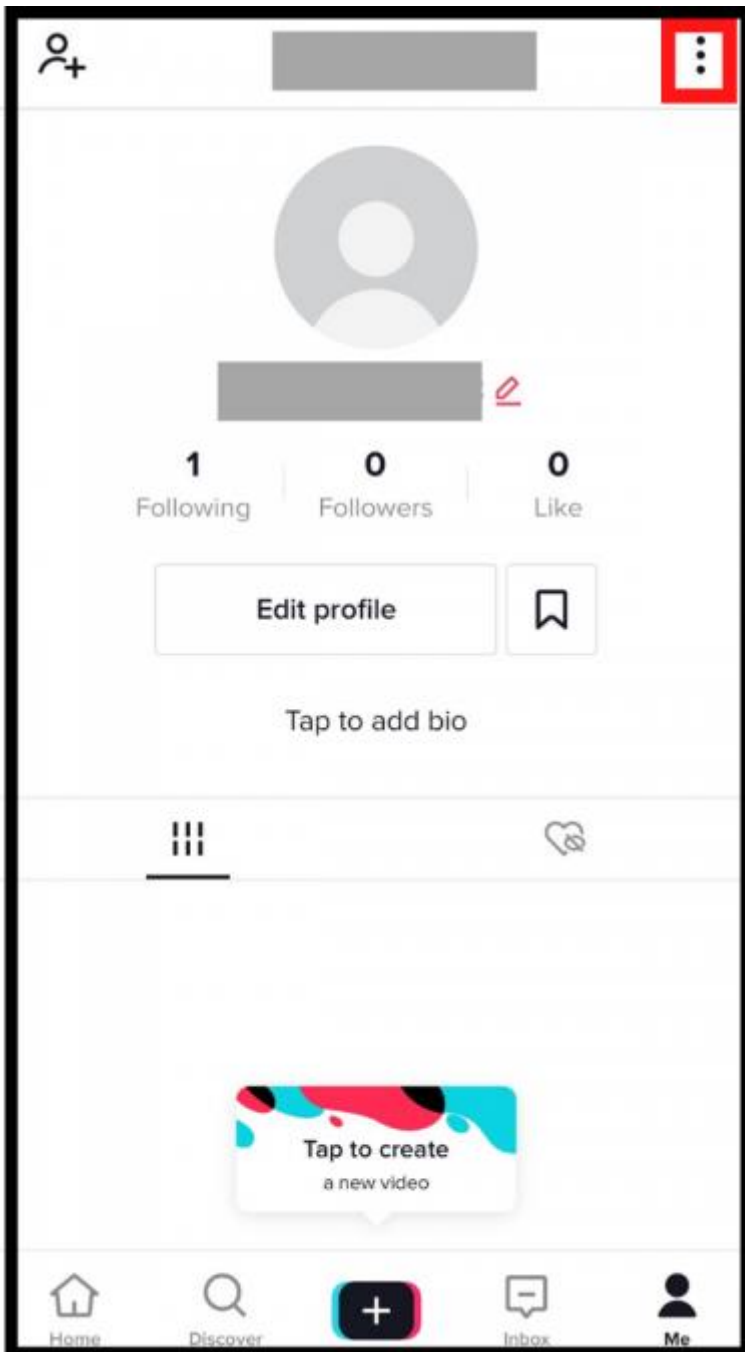 1 0 0
Following Followers Like
Edit profile
Tap to add bio
Tap to create
a new video
Home Discover Inbox Me